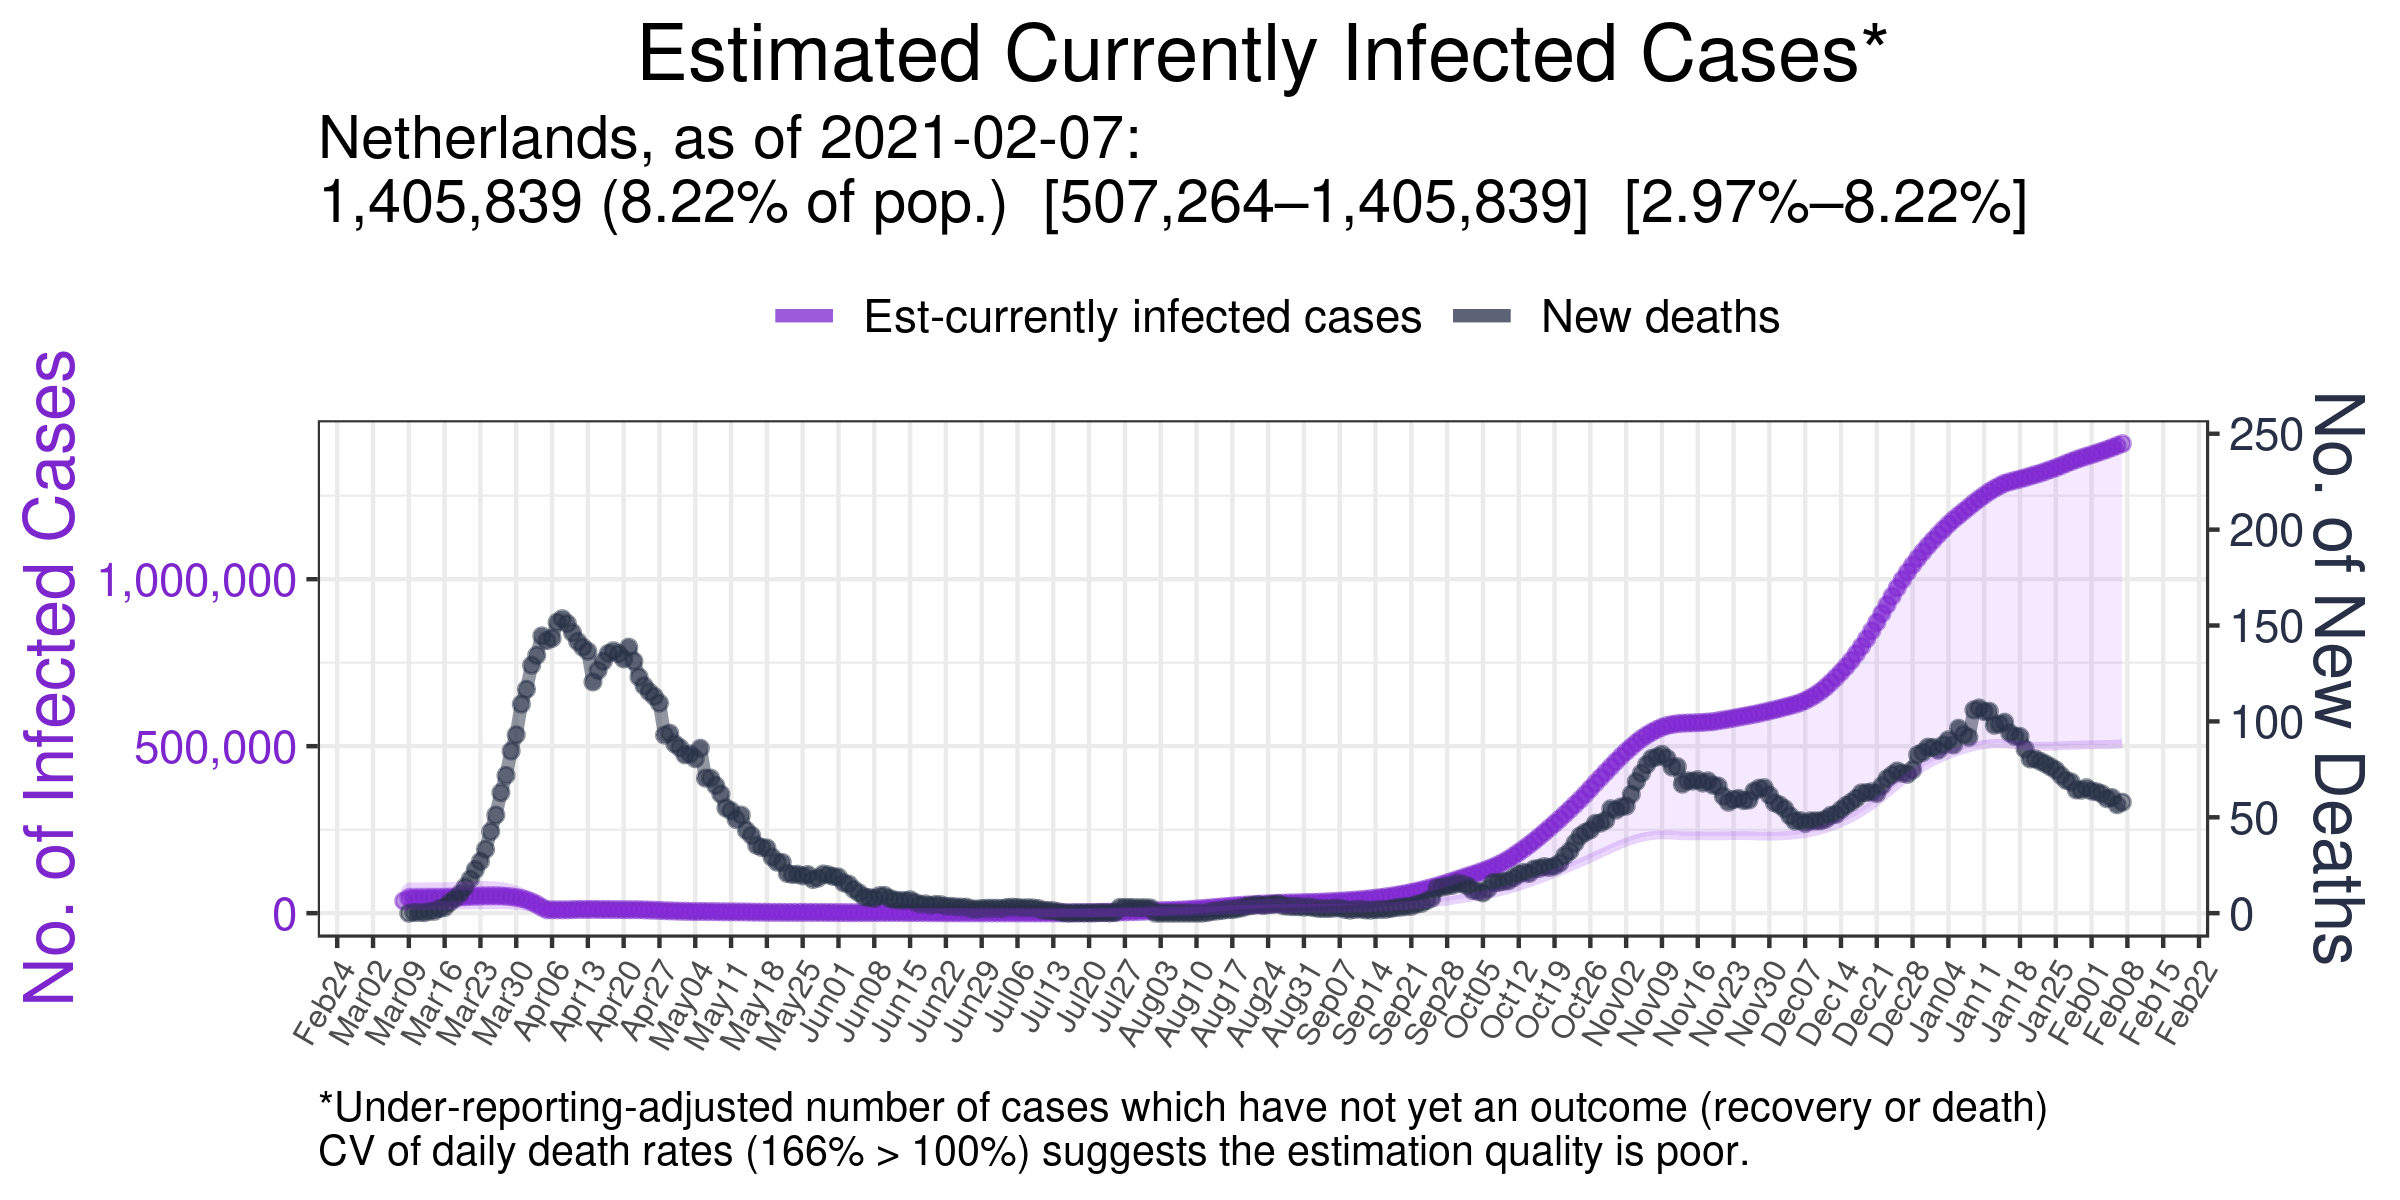 Estimated Currently Infected Cases*
Netherlands, as of 2021-02-07:
1,405,839 (8.22% of pop.) [507,264–1,405,839] [2.97%–8.22%]
Est-currently infected cases
New deaths
No. of Infected Cases
1,000,000
500,000
0
250
200
150
100
50
0
No. of New Deaths
Feb24
Mar02
Mar09
Mar16
Mar23
Mar30
Apr06
Apr13
Apr20
Apr27
May04
May11
May18
May25
Jun01
Jun08
Jun15
Jun22
Jun29
Jul06
Jul13
Jul20
Jul27
Aug03
Aug10
Aug17
Aug24
Aug31
Sep07
Sep14
Sep21
Sep28
Oct05
Oct12
Oct19
Oct26
Nov02
Nov09
Nov16
Nov23
Nov30
Dec07
Dec14
Dec21
Dec28
Jan04
Jan11
Jan18
Jan25
Feb01
Feb08
Feb15
Feb22
*Under-reporting-adjusted number of cases which have not yet an outcome (recovery or death)
CV of daily death rates (166% > 100%) suggests the estimation quality is poor.